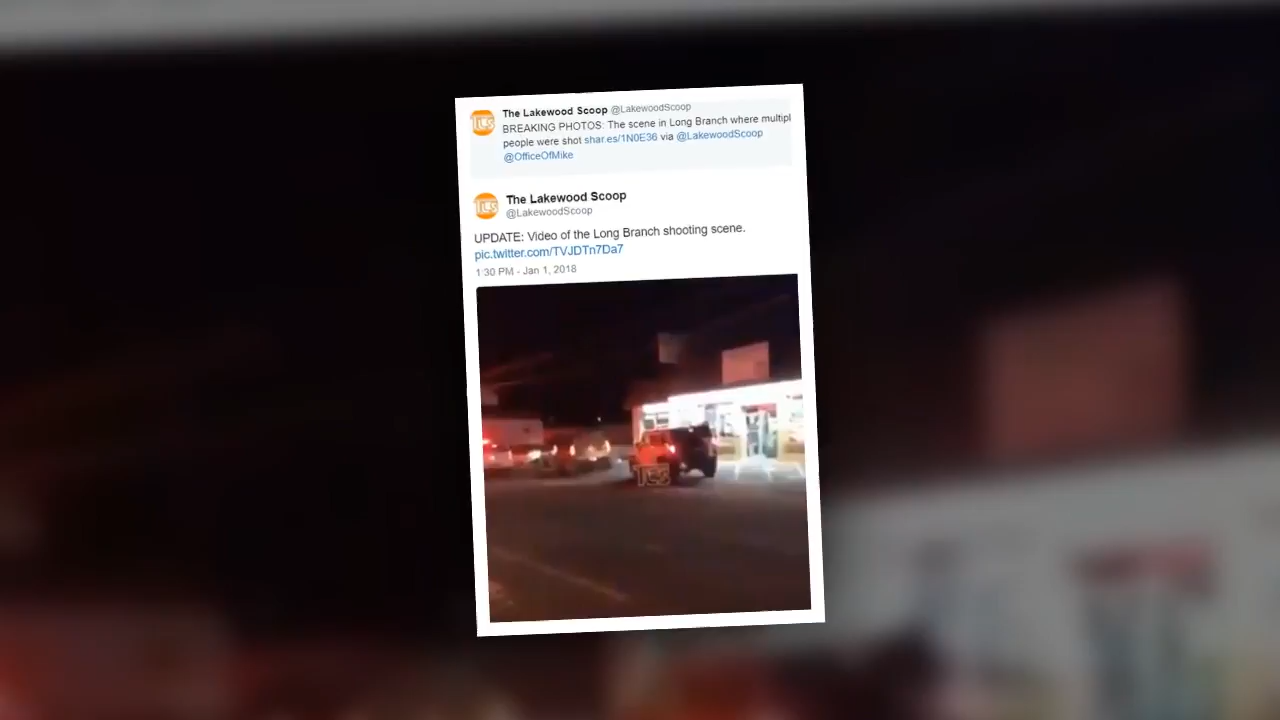 The Lakewood Scoop @LakewoodScoop
BREAKING PHOTOS: The scene in Long Branch where multipl
people were shot shar.es/1N0E36 via @LakewoodScoop
@OfficeOfMike
The Lakewood Scoop
@LakewoodScoop
UPDATE: Video of the Long Branch shooting scene.
pic.twitter.com/TVJDTn7Da7
1:30 PM - Jan 1, 2018
TLS